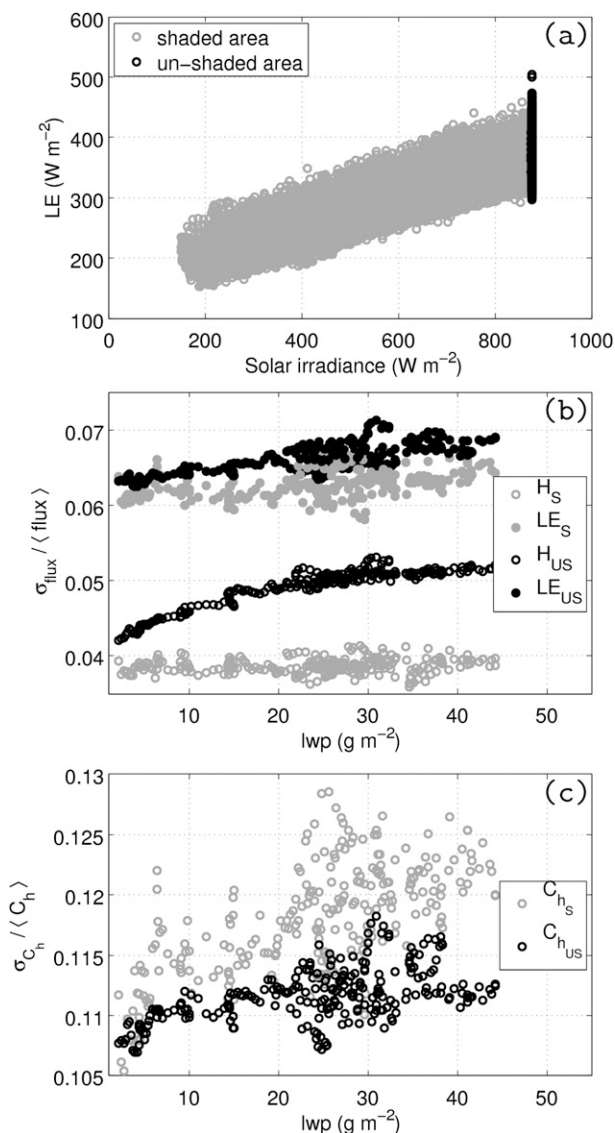 (a)
600
500
400
300
200
100
LE (W m⁻²)
shaded area
un-shaded area
0 200 400 600 800 1000
Solar irradiance (W m⁻²)
(b)
0.07
0.06
0.05
0.04
σ_flux / ⟨ flux ⟩
H_S
LE_S
H_US
LE_US
10 20 30 40 50
lwp (g m⁻²)
(c)
0.13
0.125
0.12
0.115
0.11
0.105
σ_C_h / ⟨ C_h ⟩
C_h_S
C_h_US
10 20 30 40 50
lwp (g m⁻²)